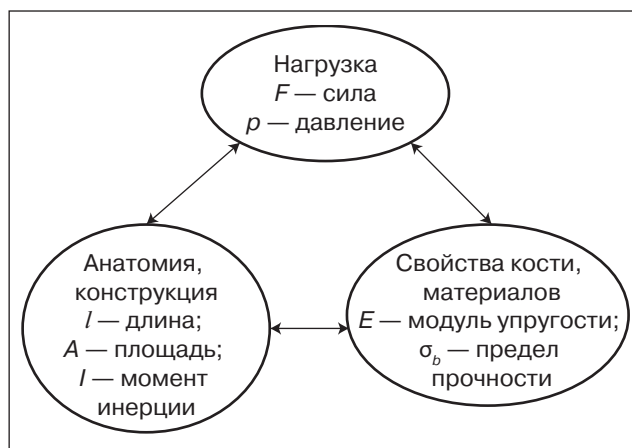 Нагрузка
F — сила
p — давление
Анатомия,
конструкция
l — длина;
A — площадь;
I — момент
инерции
Свойства кости,
материалов
E — модуль упругости;
σb — предел
прочности